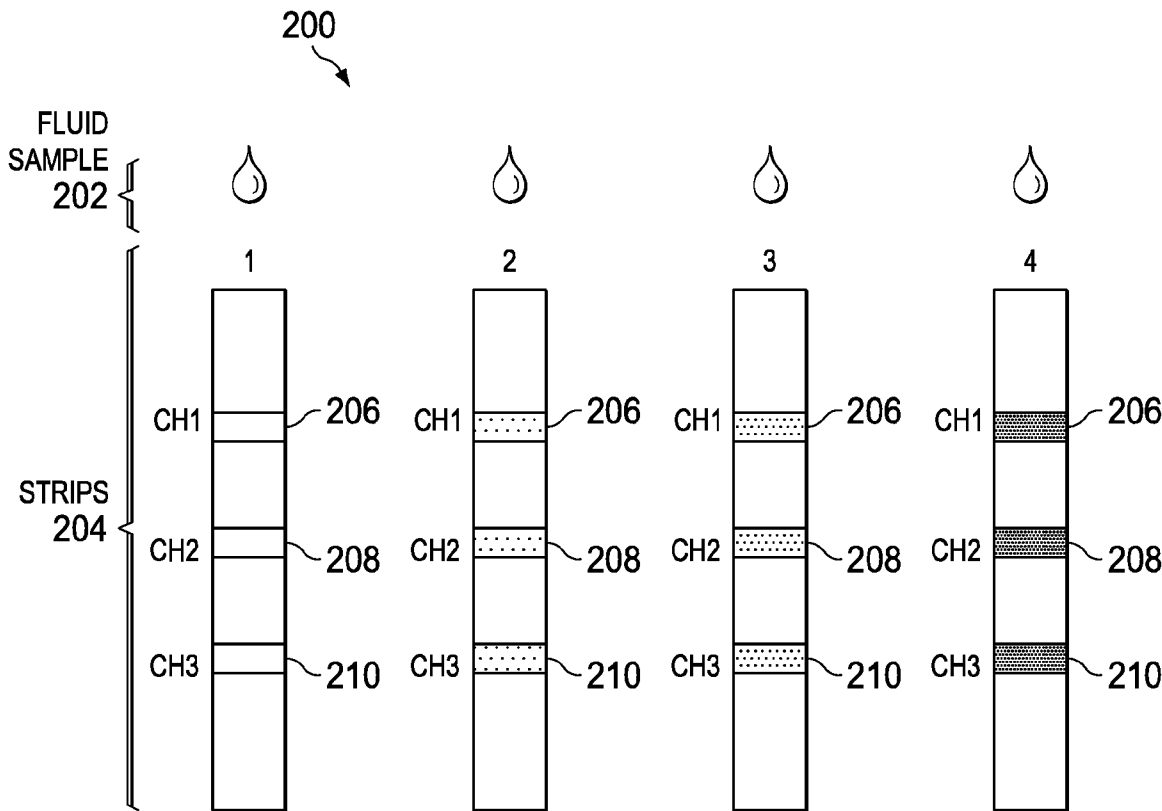 200
FLUID
SAMPLE
202
1 2 3 4
CH1 206 CH1 206 CH1 206 CH1 206
STRIPS
204
CH2 208 CH2 208 CH2 208 CH2 208
CH3 210 CH3 210 CH3 210 CH3 210